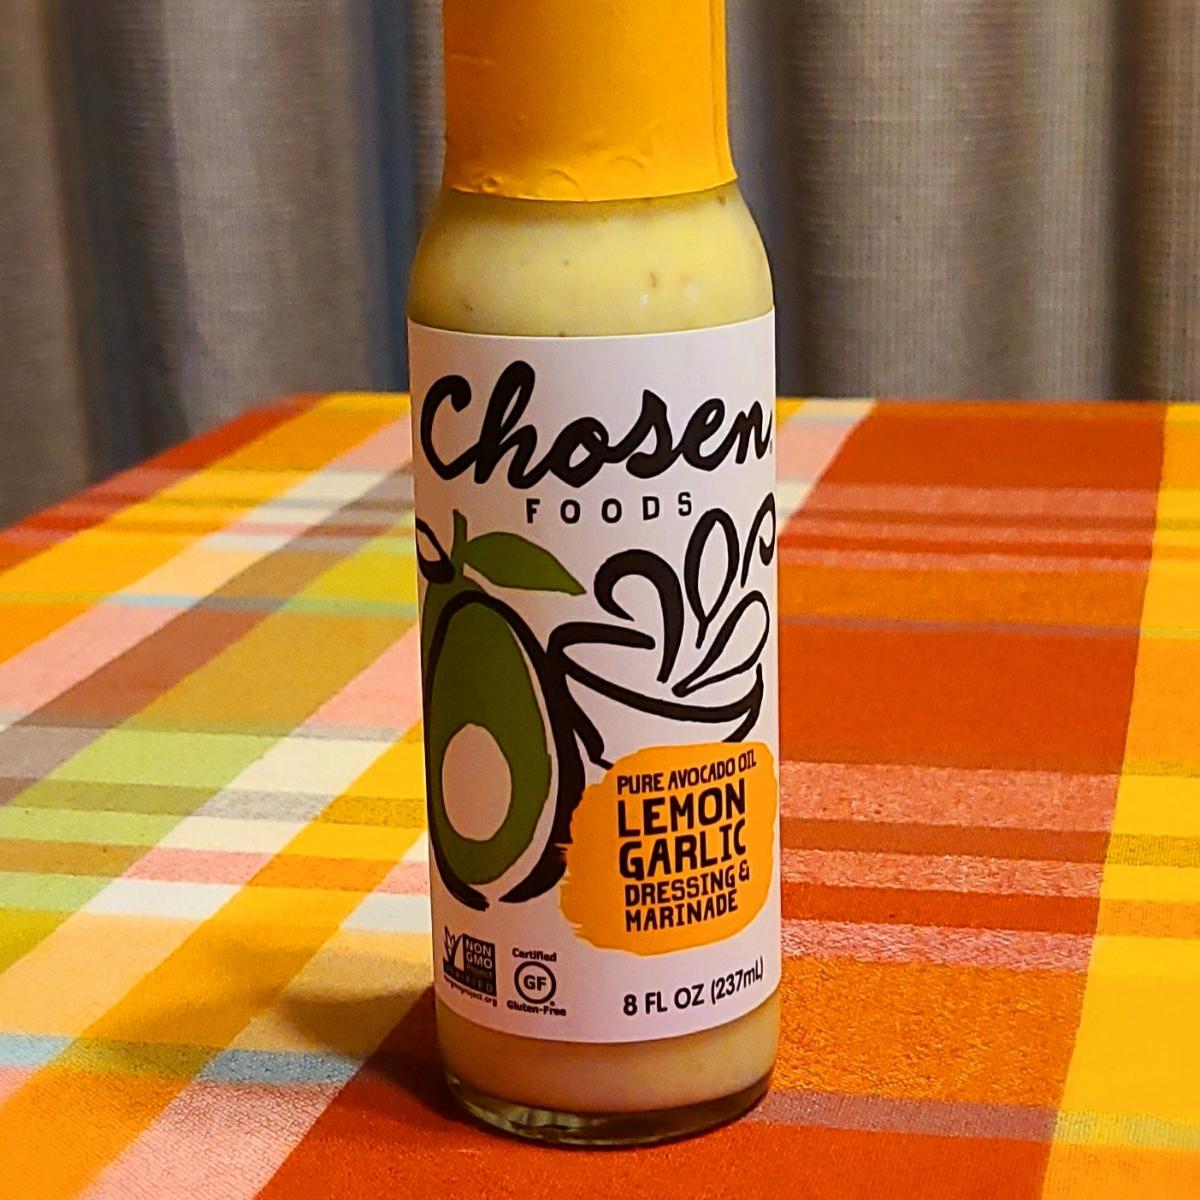 Chosen
FOODS
PURE AVOCADO OIL
LEMON
GARLIC
DRESSING &
MARINADE
NON
GMO
Certified
GF
Gluten-Free
8 FL OZ (237mL)